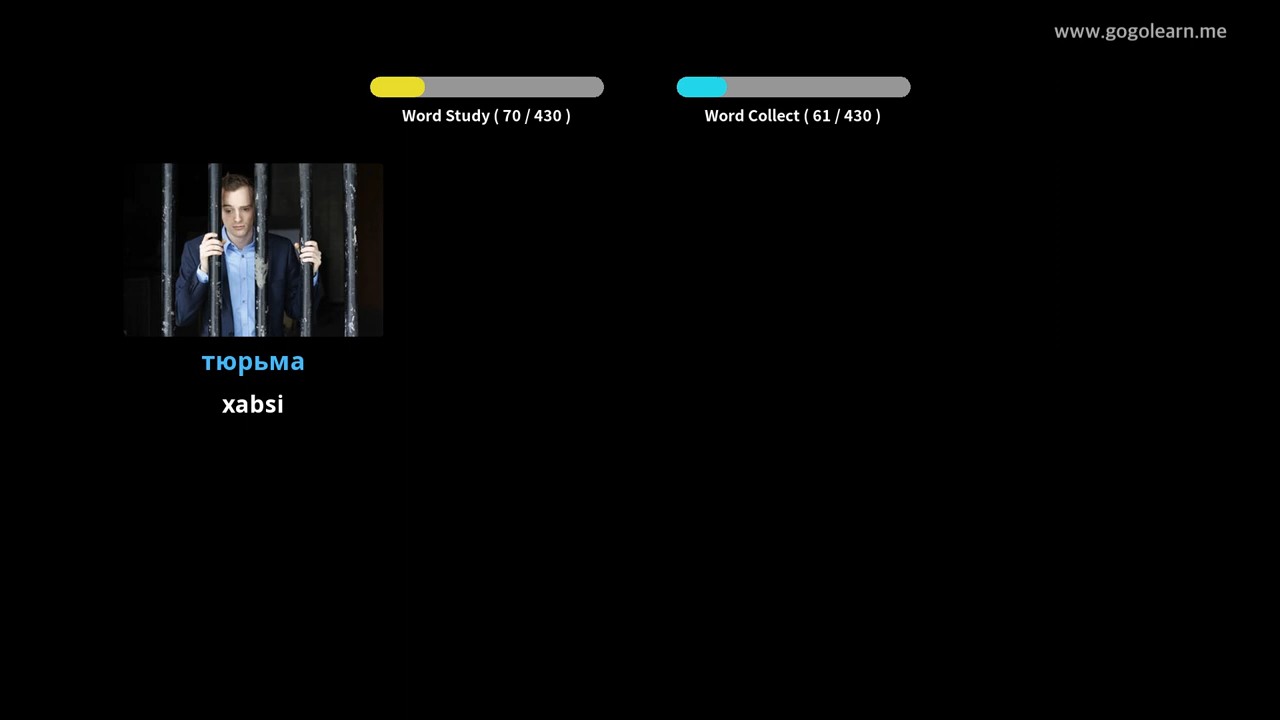 www.gogolearn.me
Word Study ( 70 / 430 )
Word Collect ( 61 / 430 )
тюрьма
xabsi